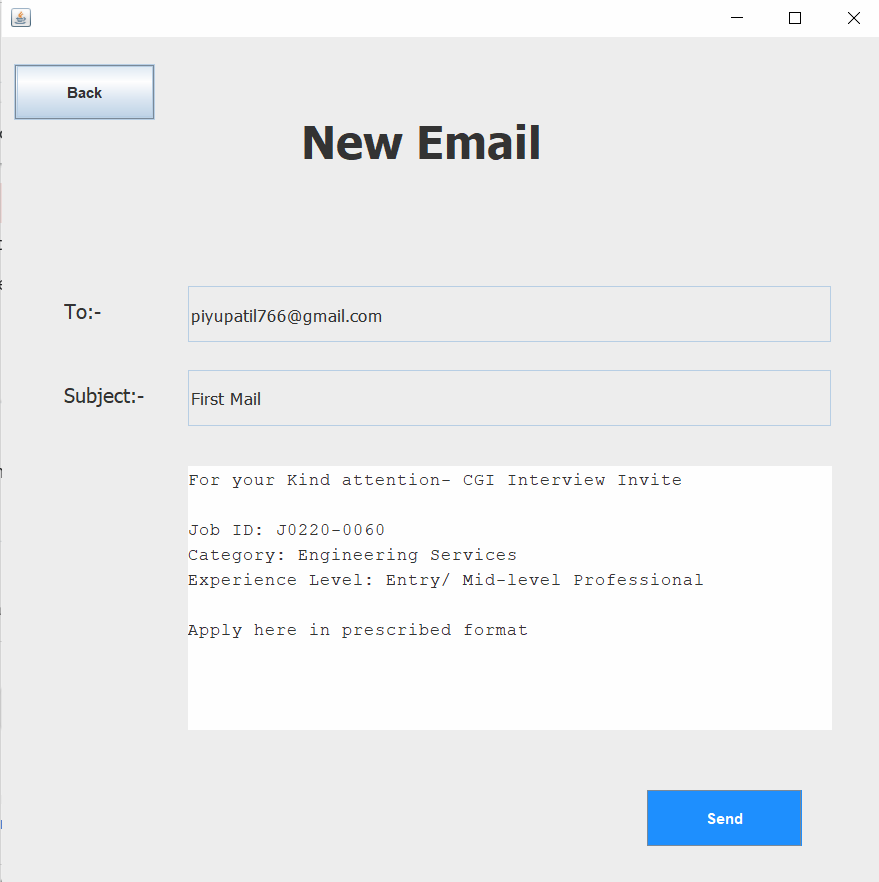 Back
New Email
To:-
piyupatil766@gmail.com
Subject:-
First Mail
For your Kind attention- CGI Interview Invite
Job ID: J0220-0060
Category: Engineering Services
Experience Level: Entry/ Mid-level Professional
Apply here in prescribed format
Send